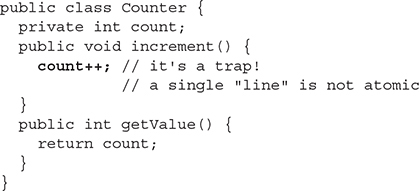 public class Counter {
  private int count;
  public void increment() {
    count++; // it's a trap!
             // a single "line" is not atomic
  }
  public int getValue() {
    return count;
  }
}